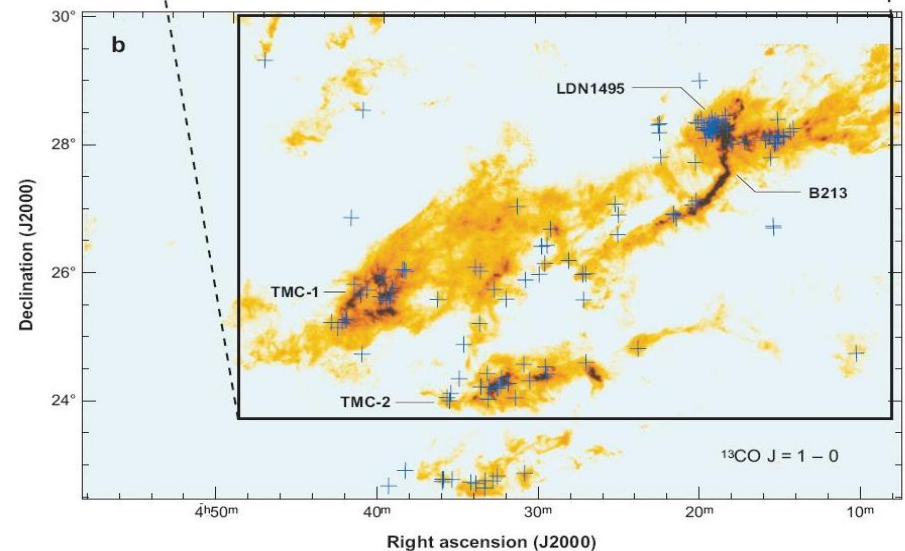 30°
b
LDN1495
28°
B213
Declination (J2000)
26°
TMC-1
24°
TMC-2
¹³CO J = 1 – 0
4ʰ50ᵐ 40ᵐ 30ᵐ 20ᵐ 10ᵐ
Right ascension (J2000)